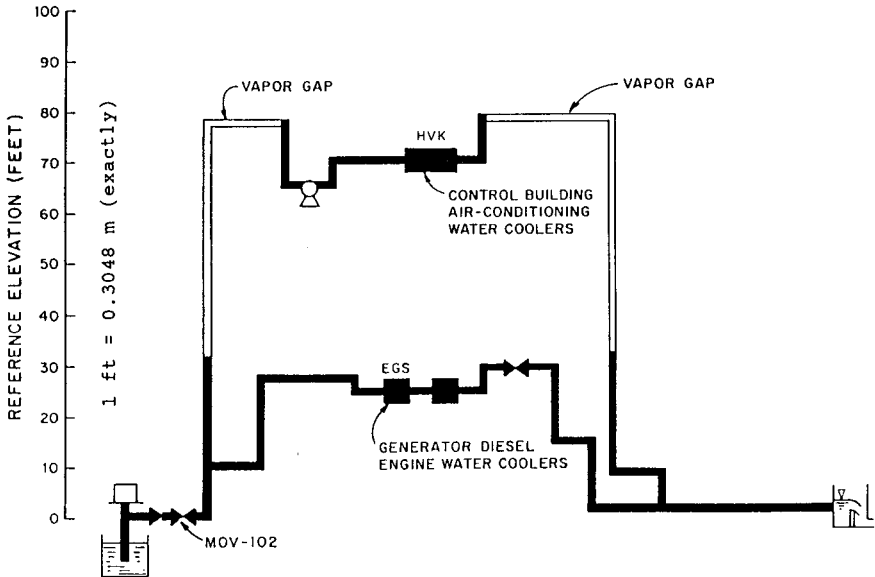 100
90
80
70
60
50
40
30
20
10
0
REFERENCE ELEVATION (FEET)
1 ft = 0.3048 m (exactly)
VAPOR GAP
VAPOR GAP
HVK
CONTROL BUILDING
AIR-CONDITIONING
WATER COOLERS
EGS
GENERATOR DIESEL
ENGINE WATER COOLERS
MOV-102